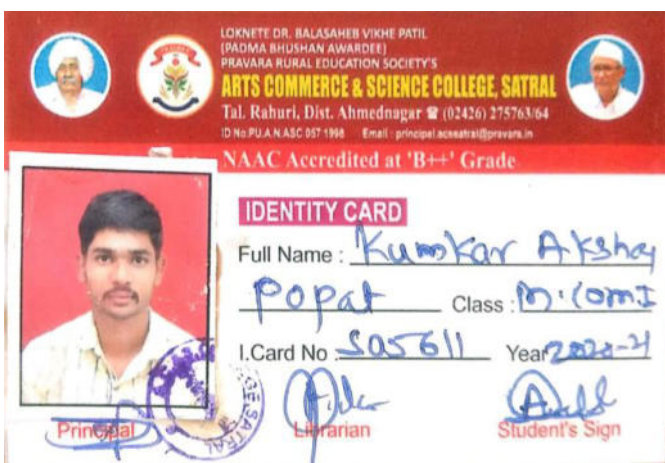 LOKNETE DR. BALASAHEB VIKHE PATIL
(PADMA BHUSHAN AWARDEE)
PRAVARA RURAL EDUCATION SOCIETY'S
ARTS COMMERCE & SCIENCE COLLEGE, SATRAL
Tal. Rahuri, Dist. Ahmednagar ☎ (02426) 275763/64
ID No.PU.A.N.ASC 057 1998 Email : principal.acssatral@pravara.in
NAAC Accredited at 'B++' Grade
IDENTITY CARD
Full Name : Kumkar Akshay
Popat Class : M.Com I
I.Card No S05611 Year 2020-21
Principal Librarian Student's Sign